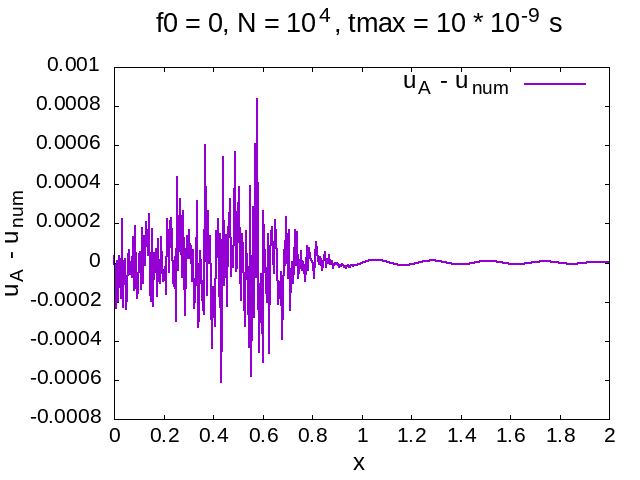 f0 = 0, N = 10^4, tmax = 10 * 10^-9 s
u_A - u_num
0.001
0.0008
0.0006
0.0004
0.0002
0
-0.0002
-0.0004
-0.0006
-0.0008
u_A - u_num
0 0.2 0.4 0.6 0.8 1 1.2 1.4 1.6 1.8 2
x